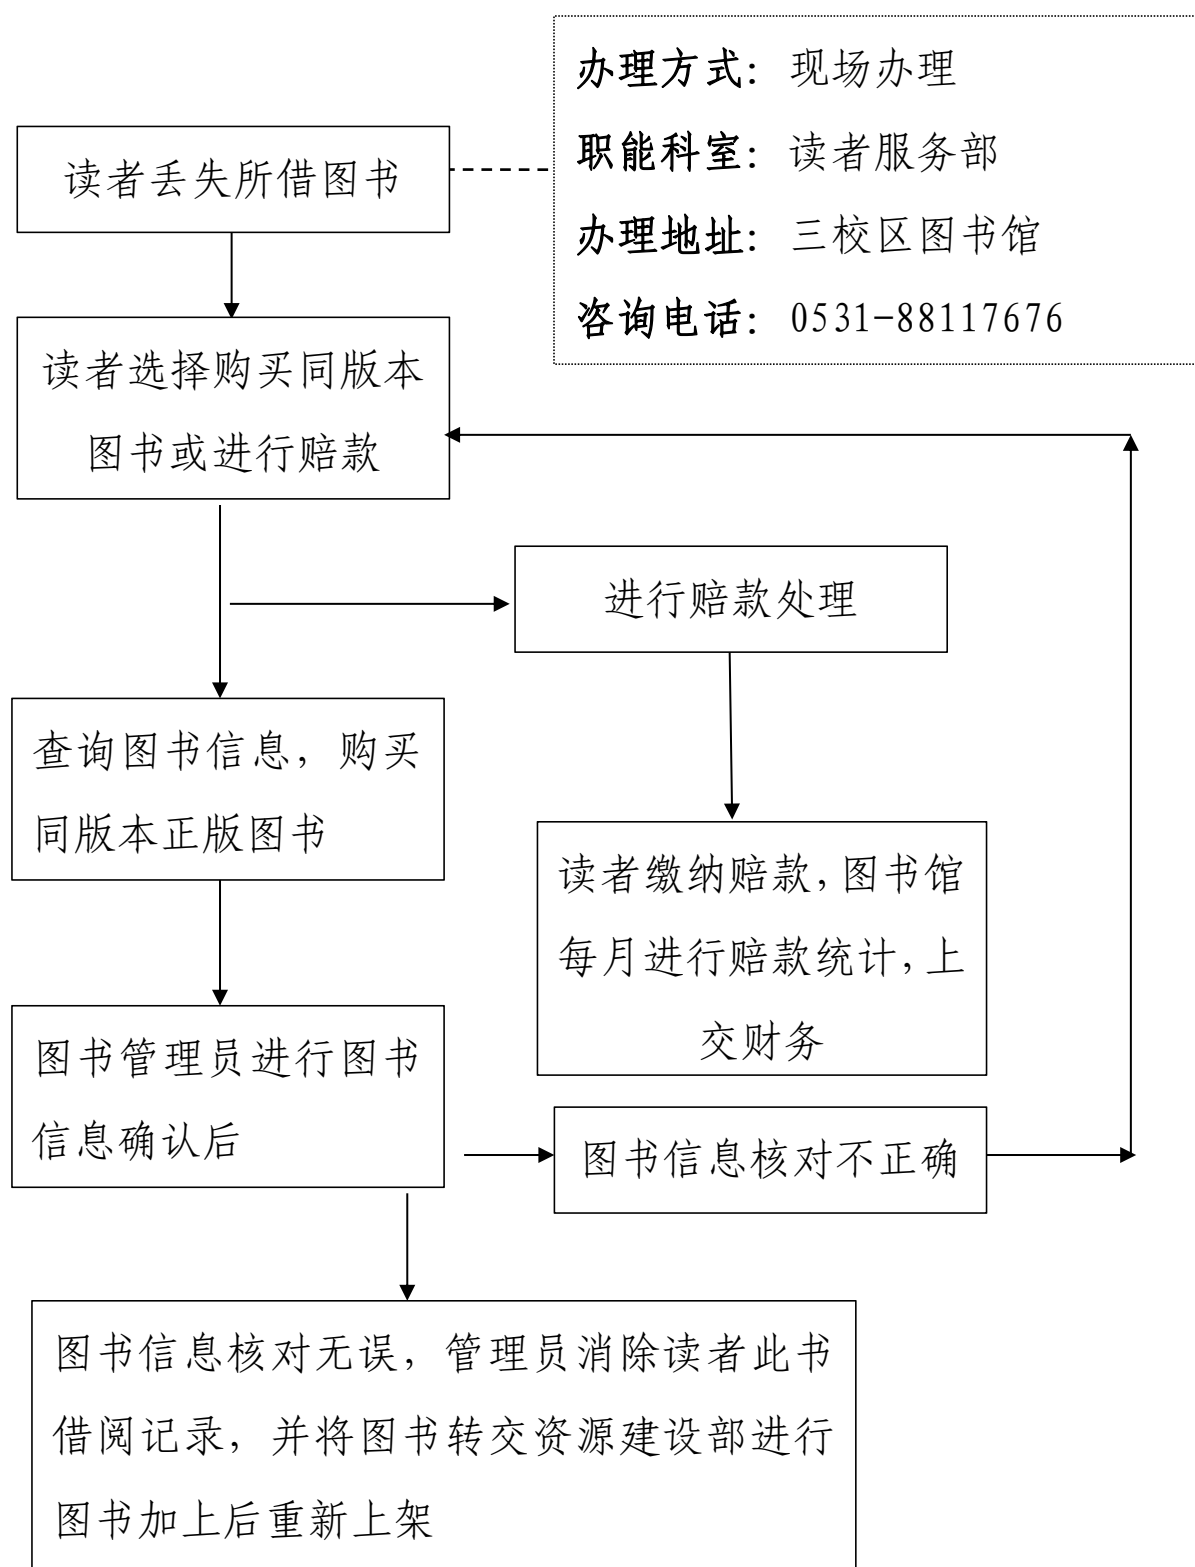 办理方式：现场办理
职能科室：读者服务部
办理地址：三校区图书馆
咨询电话：0531-88117676
读者丢失所借图书
读者选择购买同版本
图书或进行赔款
进行赔款处理
查询图书信息，购买
同版本正版图书
读者缴纳赔款，图书馆
每月进行赔款统计，上
交财务
图书管理员进行图书
信息确认后
图书信息核对不正确
图书信息核对无误，管理员消除读者此书
借阅记录，并将图书转交资源建设部进行
图书加上后重新上架